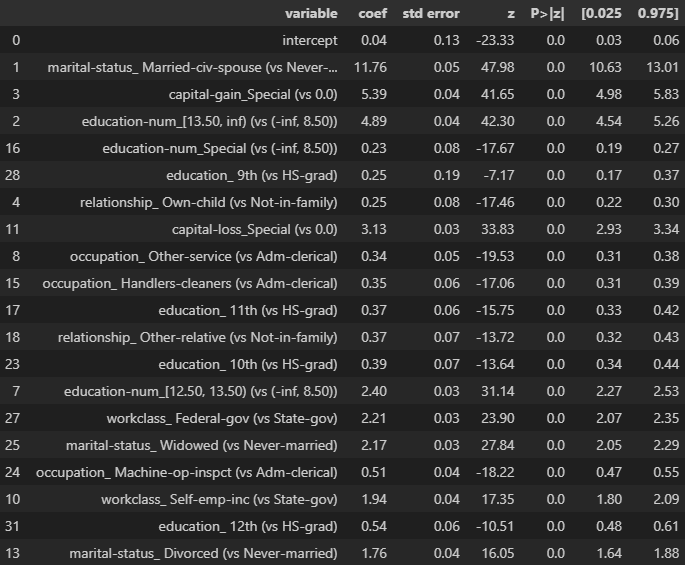 variable coef std error z P>|z| [0.025 0.975]
0 intercept 0.04 0.13 -23.33 0.0 0.03 0.06
1 marital-status_ Married-civ-spouse (vs Never-... 11.76 0.05 47.98 0.0 10.63 13.01
3 capital-gain_Special (vs 0.0) 5.39 0.04 41.65 0.0 4.98 5.83
2 education-num_[13.50, inf) (vs (-inf, 8.50)) 4.89 0.04 42.30 0.0 4.54 5.26
16 education-num_Special (vs (-inf, 8.50)) 0.23 0.08 -17.67 0.0 0.19 0.27
28 education_ 9th (vs HS-grad) 0.25 0.19 -7.17 0.0 0.17 0.37
4 relationship_ Own-child (vs Not-in-family) 0.25 0.08 -17.46 0.0 0.22 0.30
11 capital-loss_Special (vs 0.0) 3.13 0.03 33.83 0.0 2.93 3.34
8 occupation_ Other-service (vs Adm-clerical) 0.34 0.05 -19.53 0.0 0.31 0.38
15 occupation_ Handlers-cleaners (vs Adm-clerical) 0.35 0.06 -17.06 0.0 0.31 0.39
17 education_ 11th (vs HS-grad) 0.37 0.06 -15.75 0.0 0.33 0.42
18 relationship_ Other-relative (vs Not-in-family) 0.37 0.07 -13.72 0.0 0.32 0.43
23 education_ 10th (vs HS-grad) 0.39 0.07 -13.64 0.0 0.34 0.44
7 education-num_[12.50, 13.50) (vs (-inf, 8.50)) 2.40 0.03 31.14 0.0 2.27 2.53
27 workclass_ Federal-gov (vs State-gov) 2.21 0.03 23.90 0.0 2.07 2.35
25 marital-status_ Widowed (vs Never-married) 2.17 0.03 27.84 0.0 2.05 2.29
24 occupation_ Machine-op-inspct (vs Adm-clerical) 0.51 0.04 -18.22 0.0 0.47 0.55
10 workclass_ Self-emp-inc (vs State-gov) 1.94 0.04 17.35 0.0 1.80 2.09
31 education_ 12th (vs HS-grad) 0.54 0.06 -10.51 0.0 0.48 0.61
13 marital-status_ Divorced (vs Never-married) 1.76 0.04 16.05 0.0 1.64 1.88